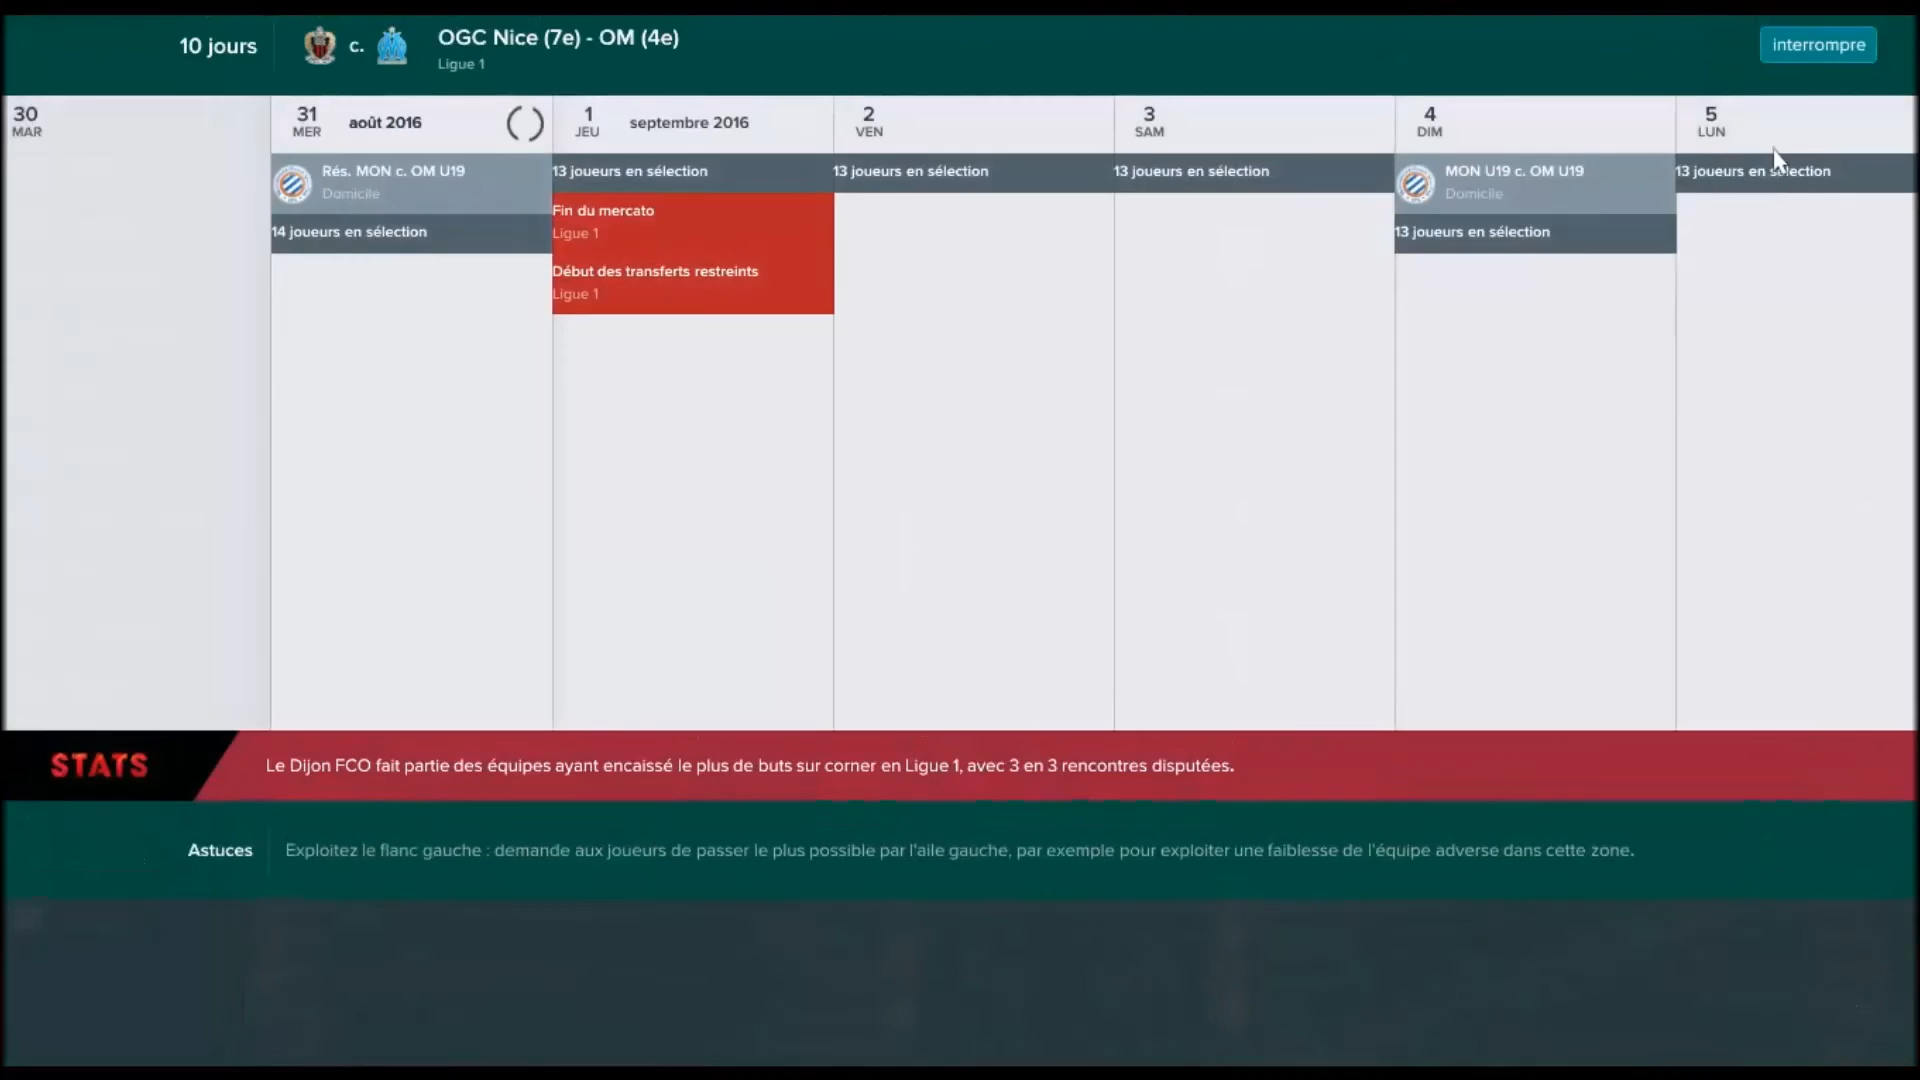 10 jours
c.
OGC Nice (7e) - OM (4e)
Ligue 1
interrompre
30
MAR
31
MER
août 2016
1
JEU
septembre 2016
2
VEN
3
SAM
4
DIM
5
LUN
Rés. MON c. OM U19
Domicile
14 joueurs en sélection
13 joueurs en sélection
Fin du mercato
Ligue 1
Début des transferts restreints
Ligue 1
13 joueurs en sélection
13 joueurs en sélection
MON U19 c. OM U19
Domicile
13 joueurs en sélection
13 joueurs en sélection
STATS
Le Dijon FCO fait partie des équipes ayant encaissé le plus de buts sur corner en Ligue 1, avec 3 en 3 rencontres disputées.
Astuces
Exploitez le flanc gauche : demande aux joueurs de passer le plus possible par l'aile gauche, par exemple pour exploiter une faiblesse de l'équipe adverse dans cette zone.